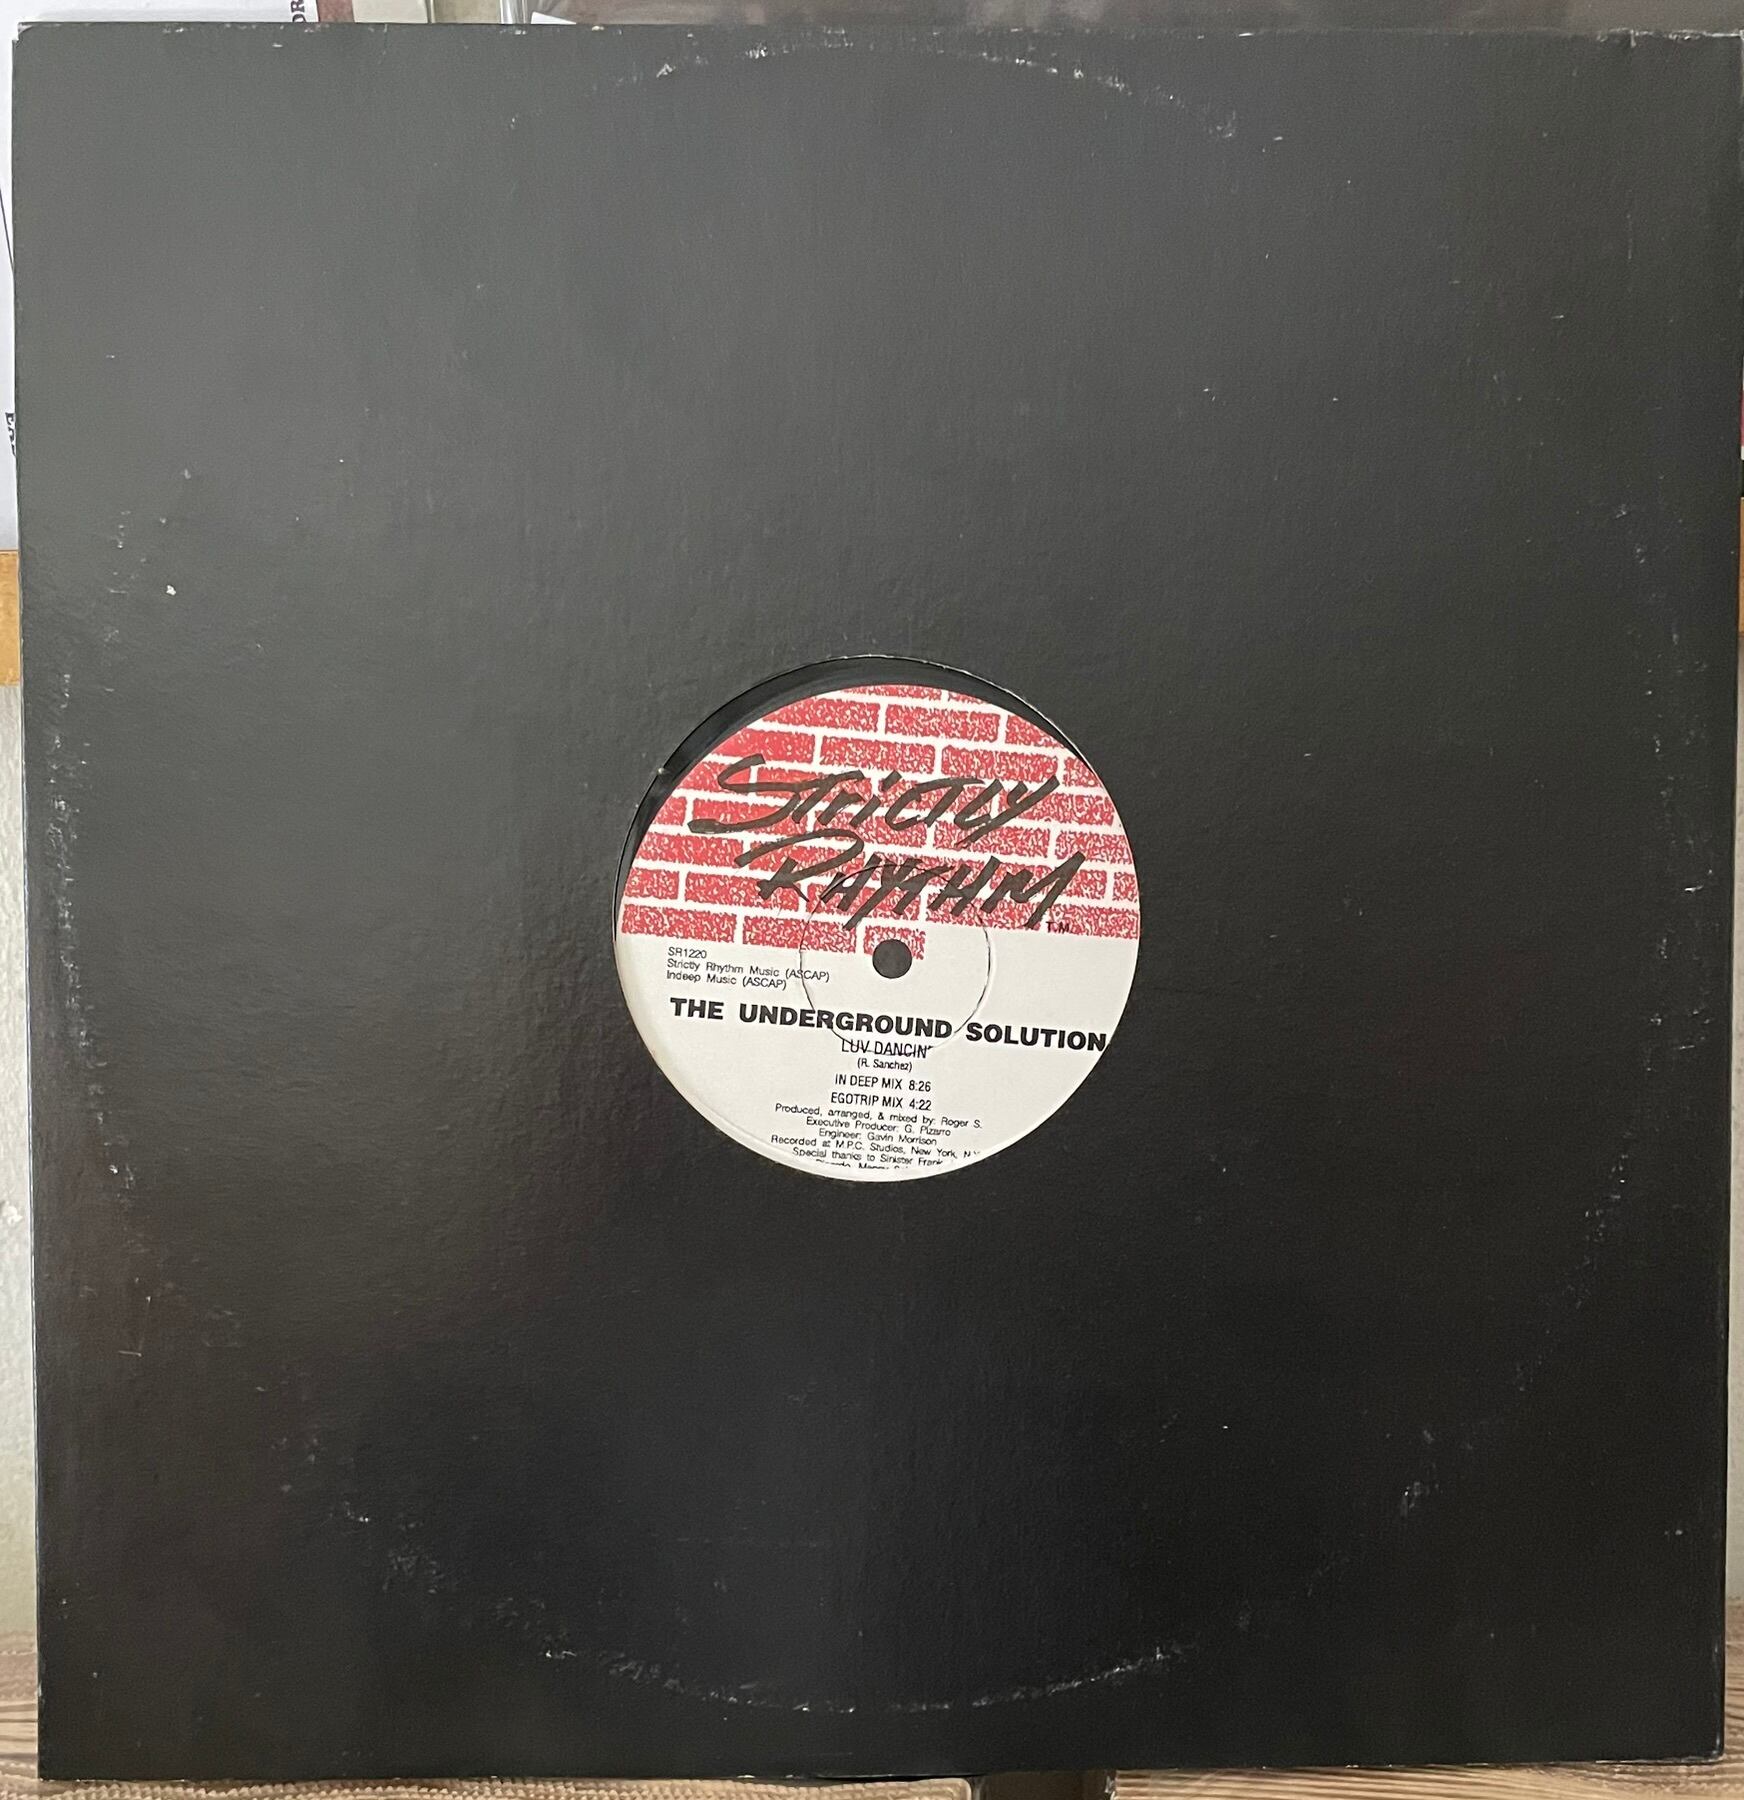 Strictly
Rhythm
T.M.
SR1220
Strictly Rhythm Music (ASCAP)
Indeep Music (ASCAP)
THE UNDERGROUND SOLUTION
LUV DANCIN'
(R. Sanchez)
IN DEEP MIX 8:26
EGOTRIP MIX 4:22
Produced, arranged, & mixed by: Roger S.
Executive Producer: G. Pizarro
Engineer: Gavin Morrison
Recorded at M.P.C. Studios, New York, N.Y.
Special thanks to Sinister Frank